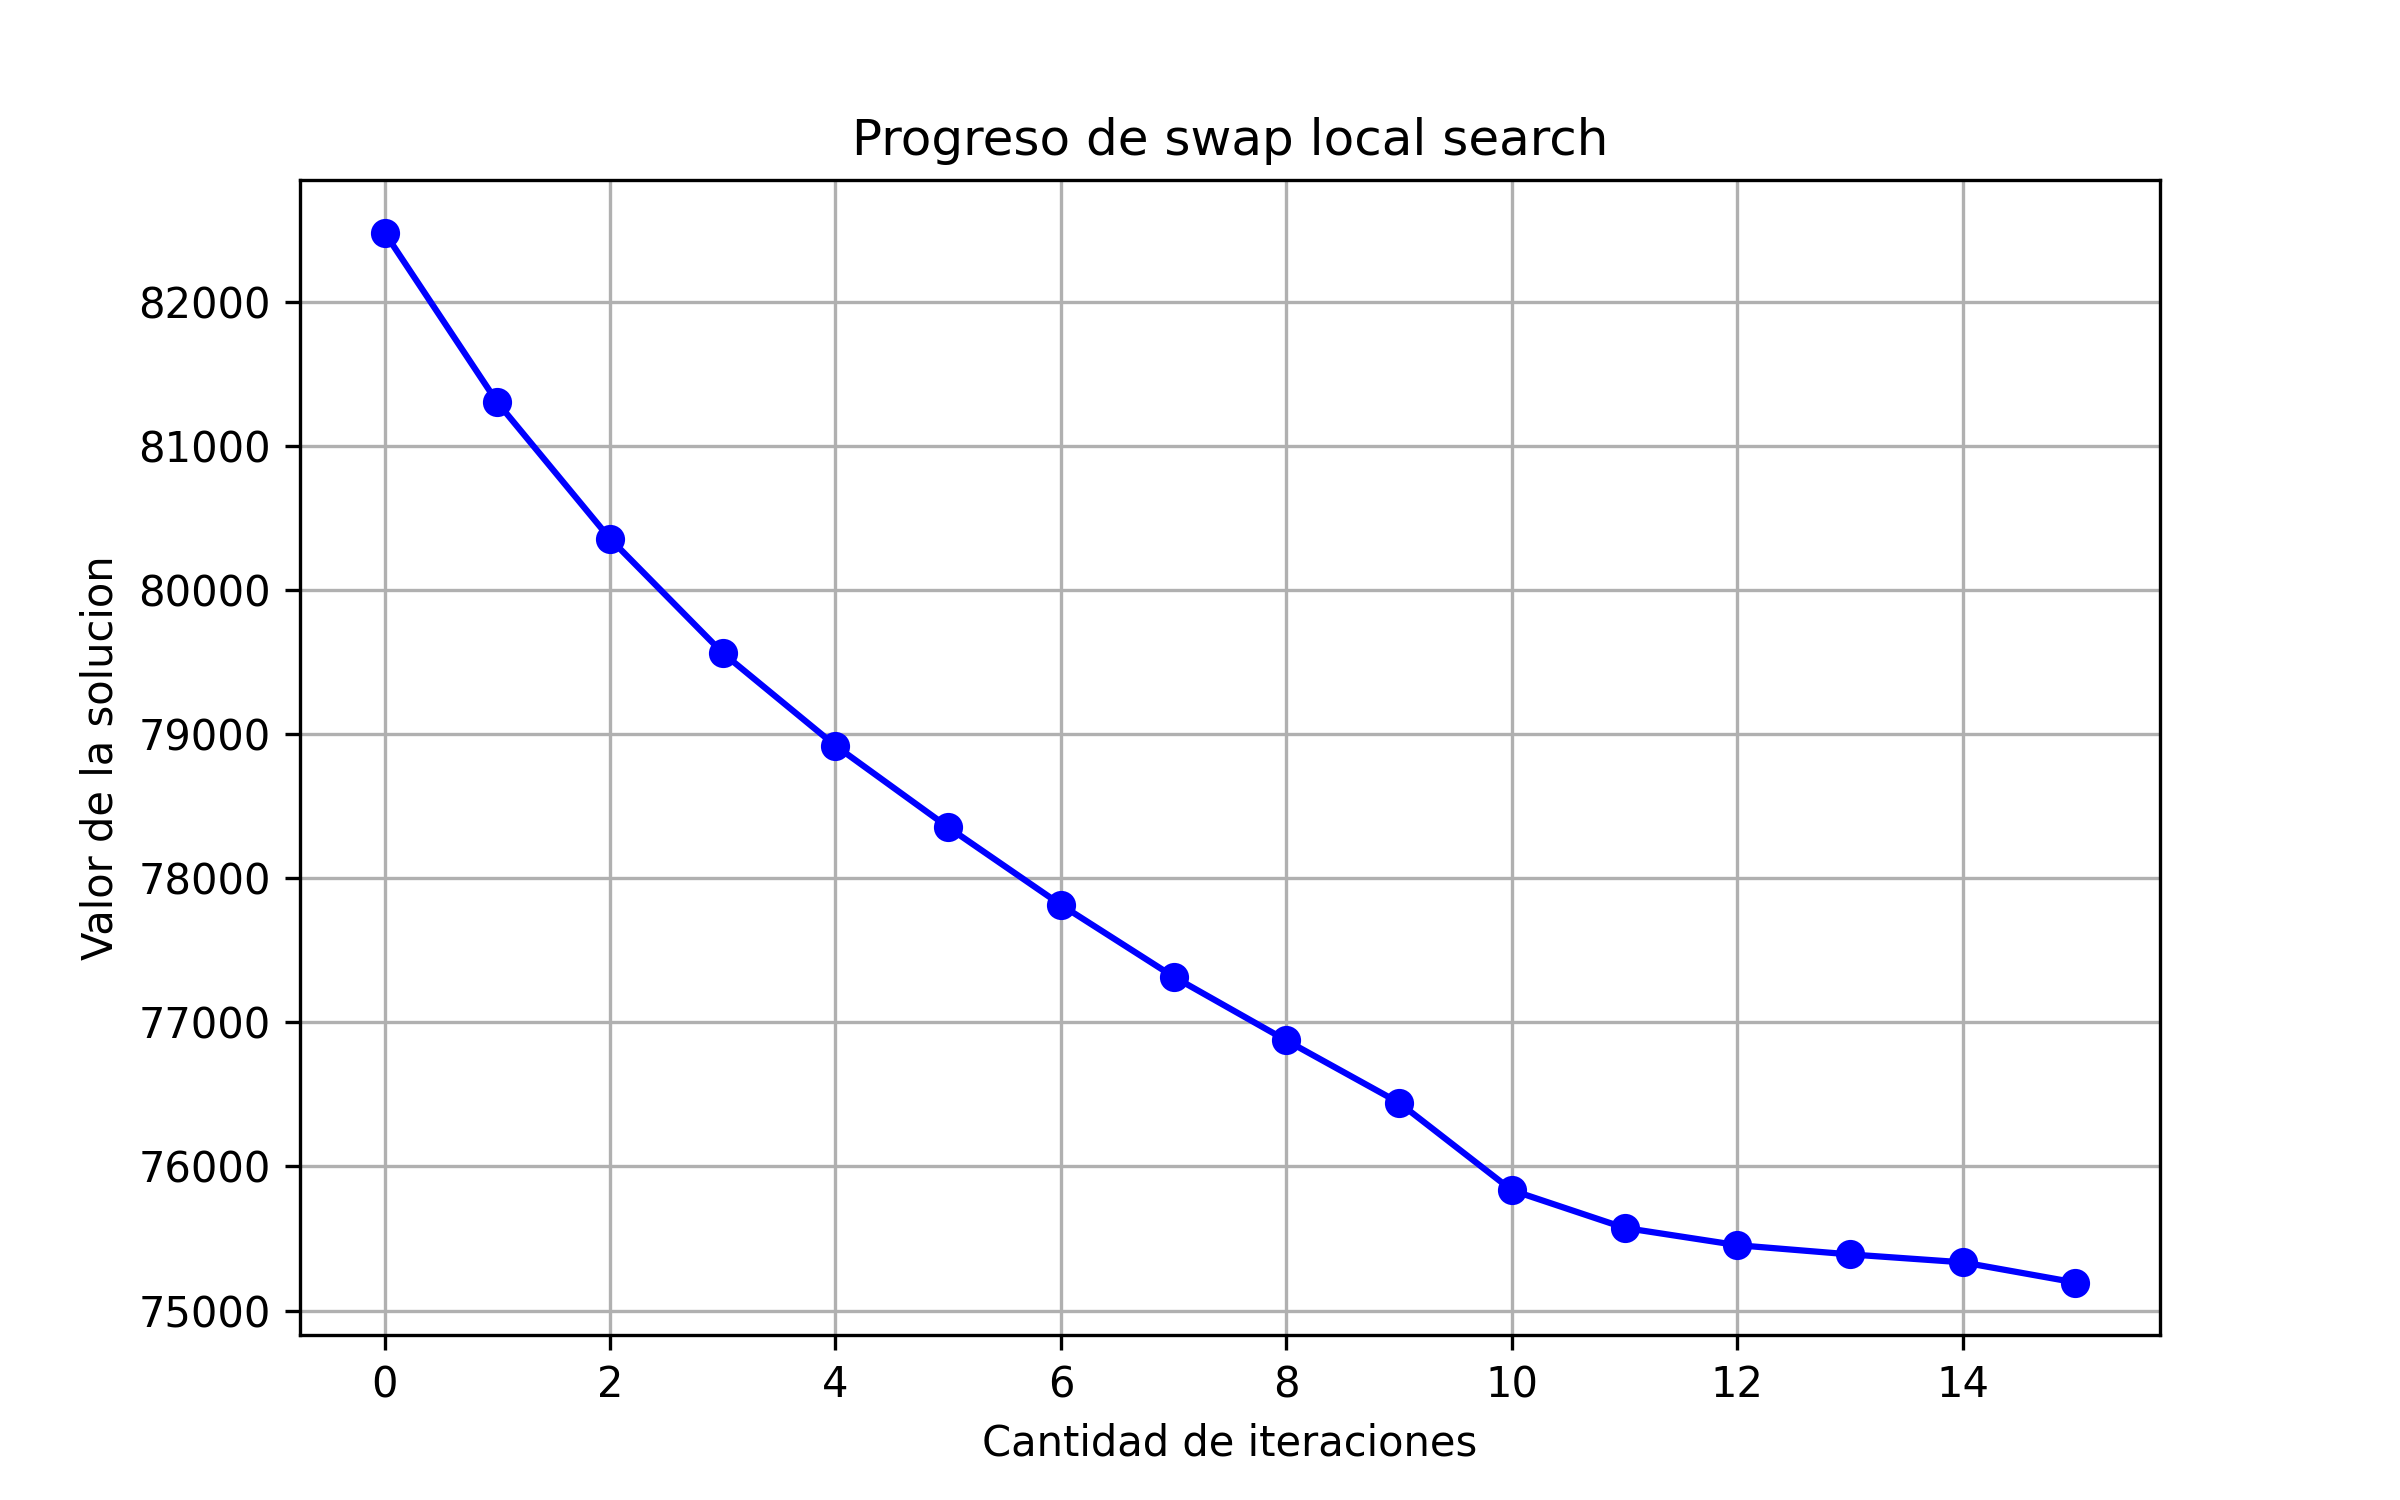 Progreso de swap local search
Valor de la solucion
82000
81000
80000
79000
78000
77000
76000
75000
0 2 4 6 8 10 12 14
Cantidad de iteraciones